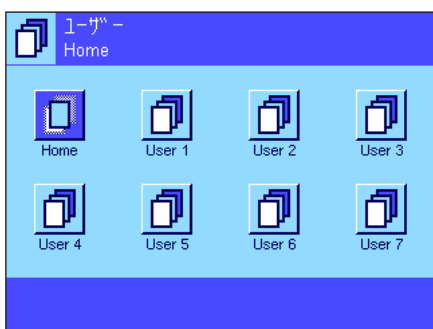 ユーザー
Home
Home
User 1
User 2
User 3
User 4
User 5
User 6
User 7